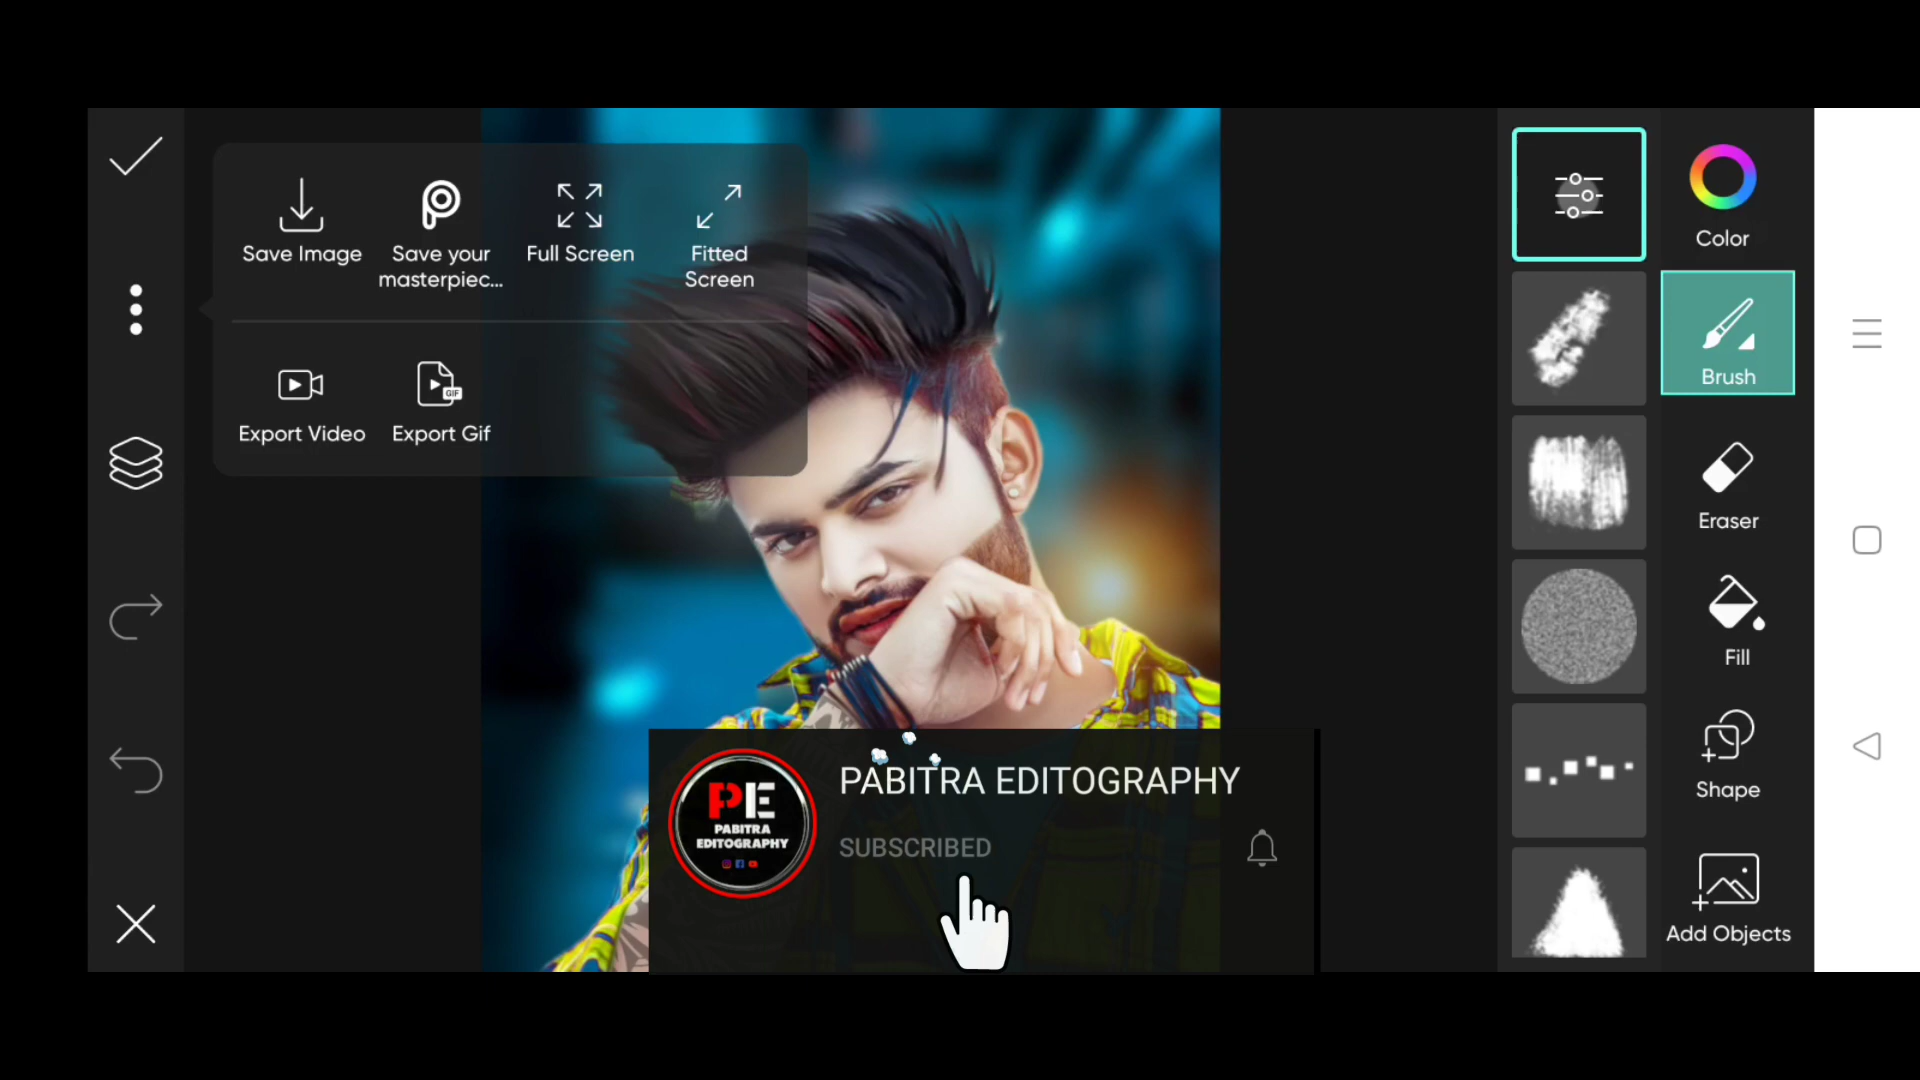 Save Image
Save your
masterpiec...
Full Screen
Fitted
Screen
Export Video
GIF
Export Gif
Color
Brush
Eraser
Fill
Shape
Add Objects
PE
PABITRA
EDITOGRAPHY
PABITRA EDITOGRAPHY
SUBSCRIBED